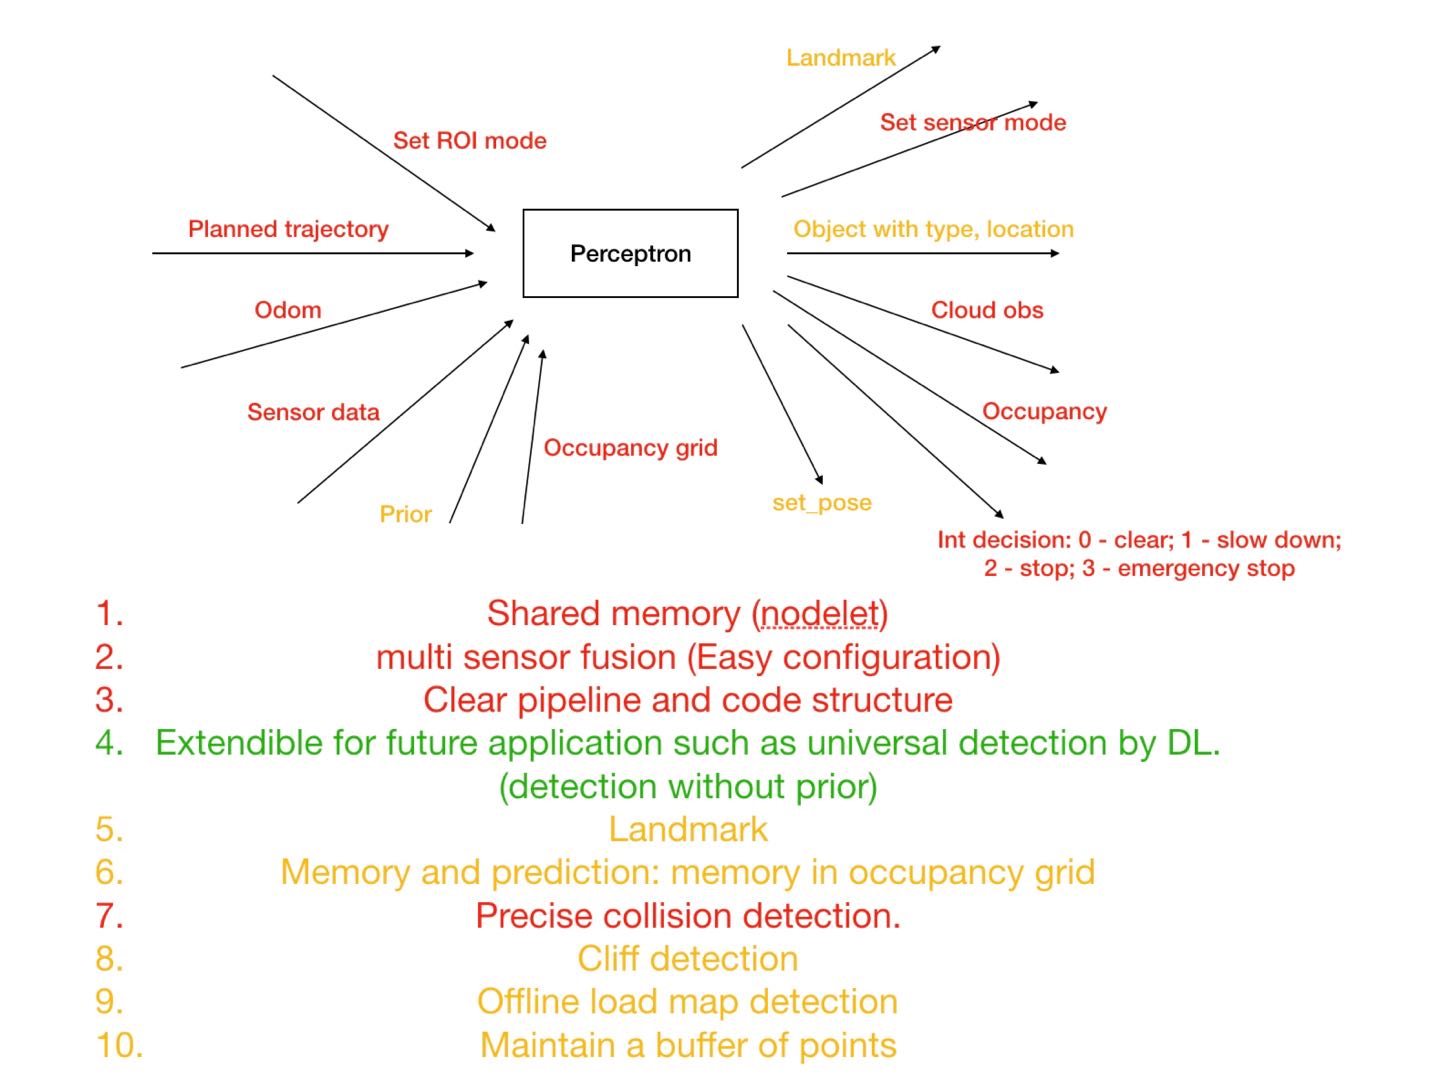 Landmark
Set sensor mode
Set ROI mode
Planned trajectory
Object with type, location
Perceptron
Odom
Cloud obs
Sensor data
Occupancy
Occupancy grid
Prior
set_pose
Int decision: 0 - clear; 1 - slow down;
2 - stop; 3 - emergency stop
1. Shared memory (nodelet)
2. multi sensor fusion (Easy configuration)
3. Clear pipeline and code structure
4. Extendible for future application such as universal detection by DL.
(detection without prior)
5. Landmark
6. Memory and prediction: memory in occupancy grid
7. Precise collision detection.
8. Cliff detection
9. Offline load map detection
10. Maintain a buffer of points